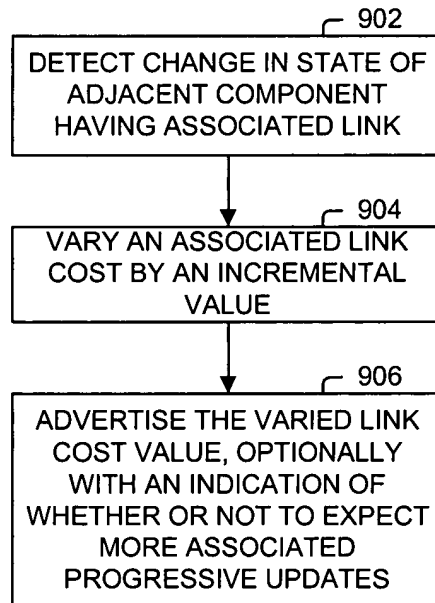 902
DETECT CHANGE IN STATE OF
ADJACENT COMPONENT
HAVING ASSOCIATED LINK
904
VARY AN ASSOCIATED LINK
COST BY AN INCREMENTAL
VALUE
906
ADVERTISE THE VARIED LINK
COST VALUE, OPTIONALLY
WITH AN INDICATION OF
WHETHER OR NOT TO EXPECT
MORE ASSOCIATED
PROGRESSIVE UPDATES